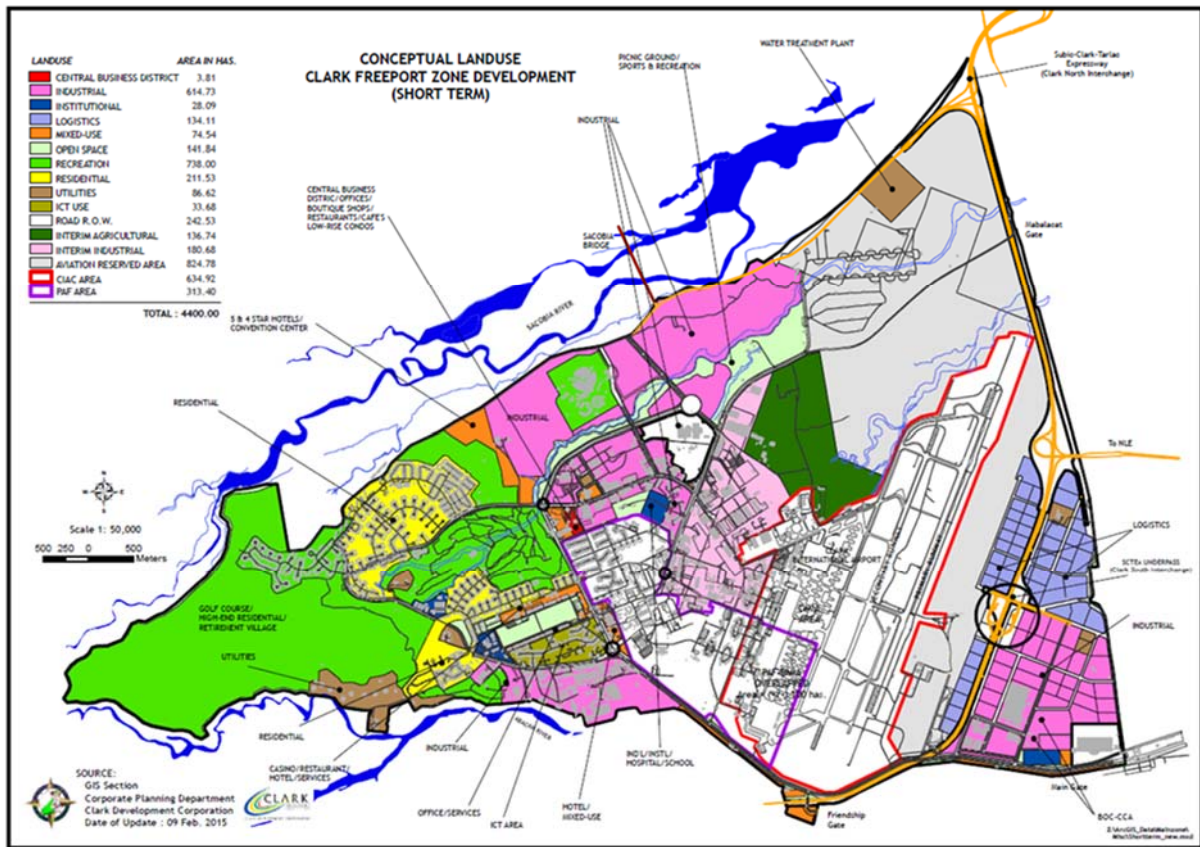 CONCEPTUAL LANDUSE
CLARK FREEPORT ZONE DEVELOPMENT
(SHORT TERM)
LANDUSE AREA IN HAS.
CENTRAL BUSINESS DISTRICT 3.81
INDUSTRIAL 614.73
INSTITUTIONAL 28.09
LOGISTICS 134.11
MIXED-USE 74.54
OPEN SPACE 141.84
RECREATION 738.00
RESIDENTIAL 211.53
UTILITIES 86.62
ICT USE 33.68
ROAD R.O.W. 242.53
INTERIM AGRICULTURAL 136.74
INTERIM INDUSTRIAL 180.68
AVIATION RESERVED AREA 824.78
CIAC AREA 634.92
PAF AREA 313.40
TOTAL : 4400.00
WATER TREATMENT PLANT
PICNIC GROUND/
SPORTS & RECREATION
Subic-Clark-Tarlac
Expressway
(Clark North Interchange)
INDUSTRIAL
CENTRAL BUSINESS
DISTRIC/OFFICES/
BOUTIQUE SHOPS/
RESTAURANTS/CAFES
LOW-RISE CONDOS
SACOBIA
BRIDGE
Mabalacat
Gate
SACOBIA RIVER
5 & 4 STAR HOTELS/
CONVENTION CENTER
RESIDENTIAL
INDUSTRIAL
To NLE
N
Scale 1: 50,000
500 250 0 500
Meters
LOGISTICS
SCTEx UNDERPASS
(Clark South Interchange)
INTERNATIONAL AIRPORT
AREA
GOLF COURSE/
HIGH-END RESIDENTIAL/
RETIREMENT VILLAGE
INDUSTRIAL
UTILITIES
RESIDENTIAL
INDUSTRIAL
CASINO/RESTAURANT/
HOTEL/SERVICES
IND'L/INSTL/
HOSPITAL/SCHOOL
OFFICE/SERVICES
ICT AREA
HOTEL/
MIXED-USE
Friendship
Gate
Main Gate
BOC-CCA
SOURCE:
GIS Section
Corporate Planning Department
Clark Development Corporation
Date of Update : 09 Feb. 2015
CLARK